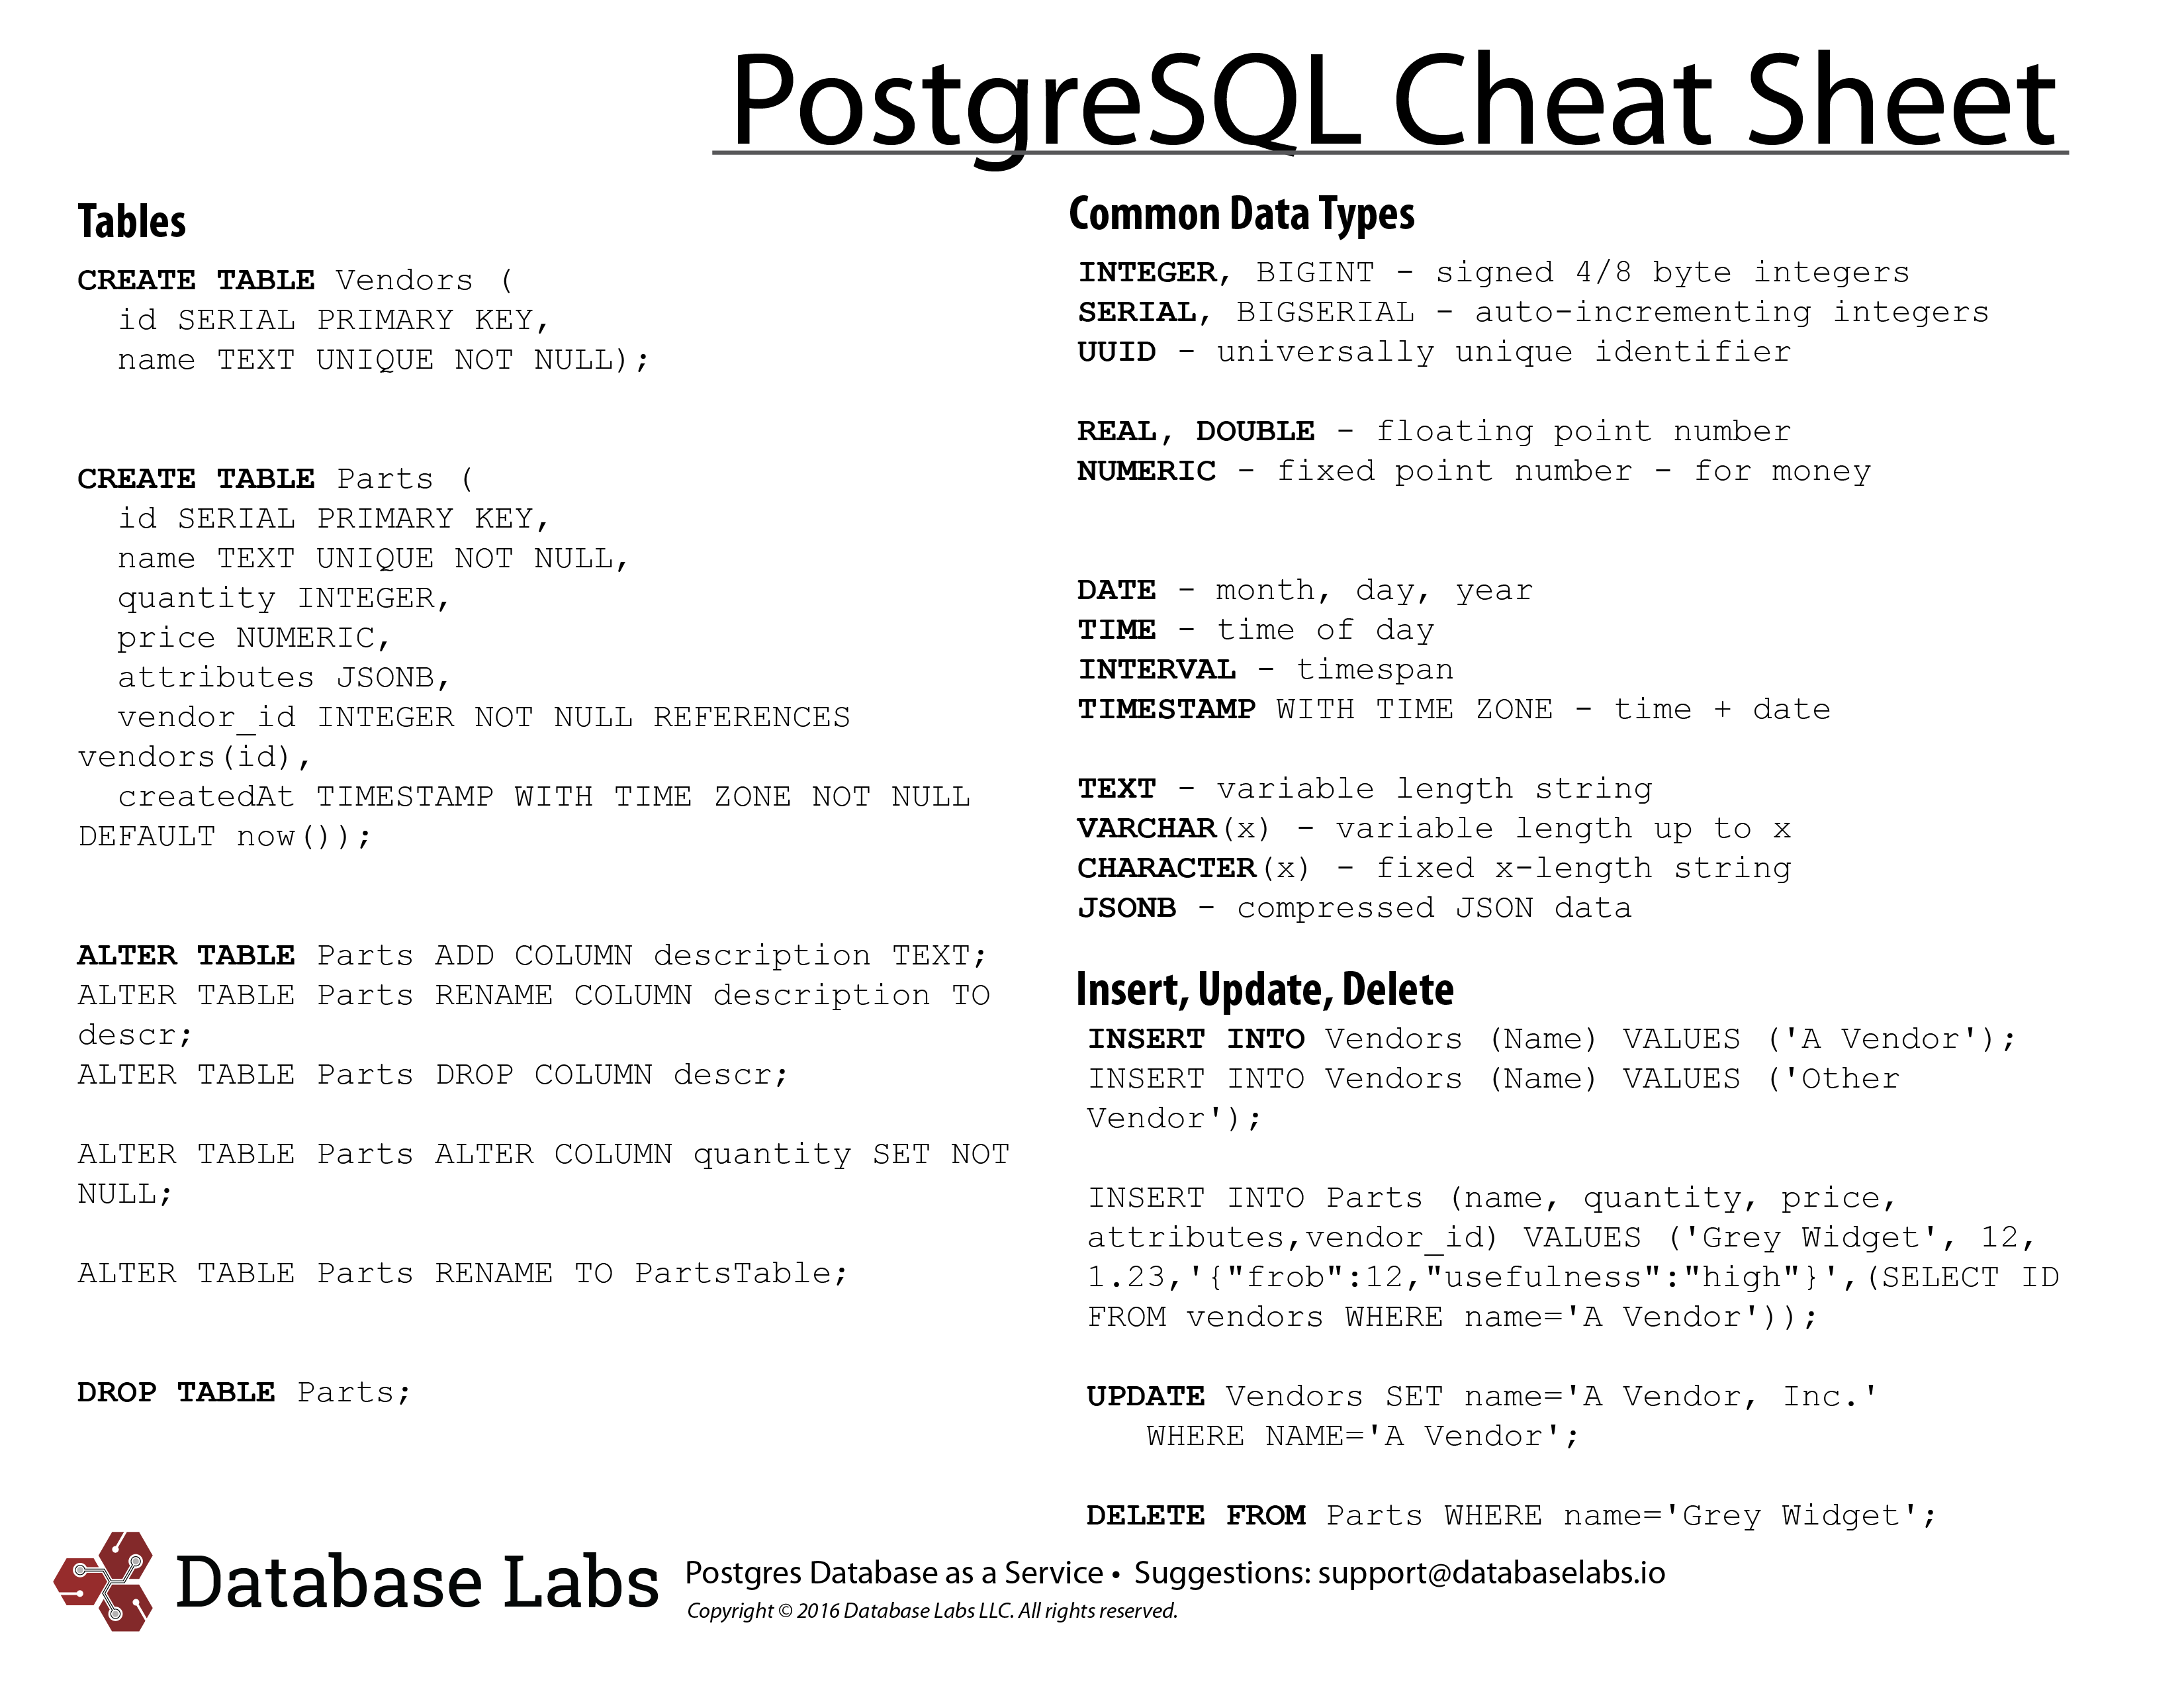 PostgreSQL Cheat Sheet
Tables
CREATE TABLE Vendors (
  id SERIAL PRIMARY KEY,
  name TEXT UNIQUE NOT NULL);
CREATE TABLE Parts (
  id SERIAL PRIMARY KEY,
  name TEXT UNIQUE NOT NULL,
  quantity INTEGER,
  price NUMERIC,
  attributes JSONB,
  vendor_id INTEGER NOT NULL REFERENCES
vendors(id),
  createdAt TIMESTAMP WITH TIME ZONE NOT NULL
DEFAULT now());
ALTER TABLE Parts ADD COLUMN description TEXT;
ALTER TABLE Parts RENAME COLUMN description TO
descr;
ALTER TABLE Parts DROP COLUMN descr;
ALTER TABLE Parts ALTER COLUMN quantity SET NOT
NULL;
ALTER TABLE Parts RENAME TO PartsTable;
DROP TABLE Parts;
Common Data Types
INTEGER, BIGINT - signed 4/8 byte integers
SERIAL, BIGSERIAL - auto-incrementing integers
UUID - universally unique identifier
REAL, DOUBLE - floating point number
NUMERIC - fixed point number - for money
DATE - month, day, year
TIME - time of day
INTERVAL - timespan
TIMESTAMP WITH TIME ZONE - time + date
TEXT - variable length string
VARCHAR(x) - variable length up to x
CHARACTER(x) - fixed x-length string
JSONB - compressed JSON data
Insert, Update, Delete
INSERT INTO Vendors (Name) VALUES ('A Vendor');
INSERT INTO Vendors (Name) VALUES ('Other
Vendor');
INSERT INTO Parts (name, quantity, price,
attributes,vendor_id) VALUES ('Grey Widget', 12,
1.23,'{"frob":12,"usefulness":"high"}',(SELECT ID
FROM vendors WHERE name='A Vendor'));
UPDATE Vendors SET name='A Vendor, Inc.'
   WHERE NAME='A Vendor';
DELETE FROM Parts WHERE name='Grey Widget';
Database Labs
Postgres Database as a Service • Suggestions: support@databaselabs.io
Copyright © 2016 Database Labs LLC. All rights reserved.